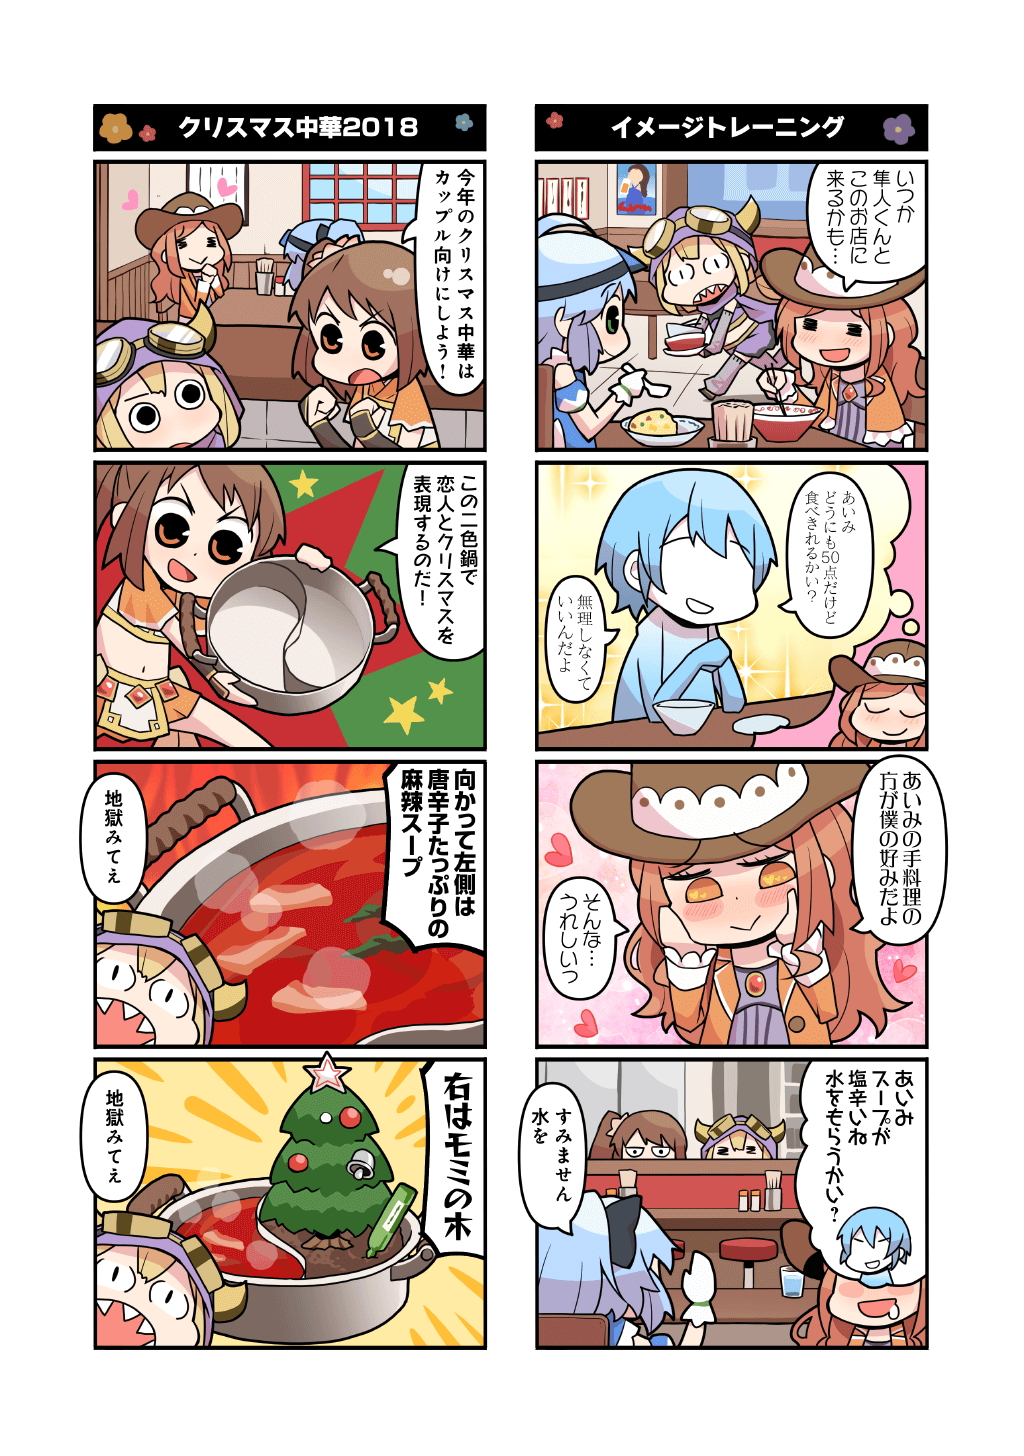 イメージトレーニング
いつか
隼人くんと
このお店に
来るかも…
あいみ
どうにも50点だけど
食べきれるかい？
無理しなくて
いいんだよ
あいみの手料理の
方が僕の好みだよ
そんな…
うれしいっ
あいみ
スープが
塩辛いね
水をもらうかい？
すみません
水を
クリスマス中華2018
今年のクリスマス中華は
カップル向けにしよう！
この二色鍋で
恋人とクリスマスを
表現するのだ！
向かって左側は
唐辛子たっぷりの
麻辣スープ
地獄みてぇ
右はモミの木
地獄みてぇ